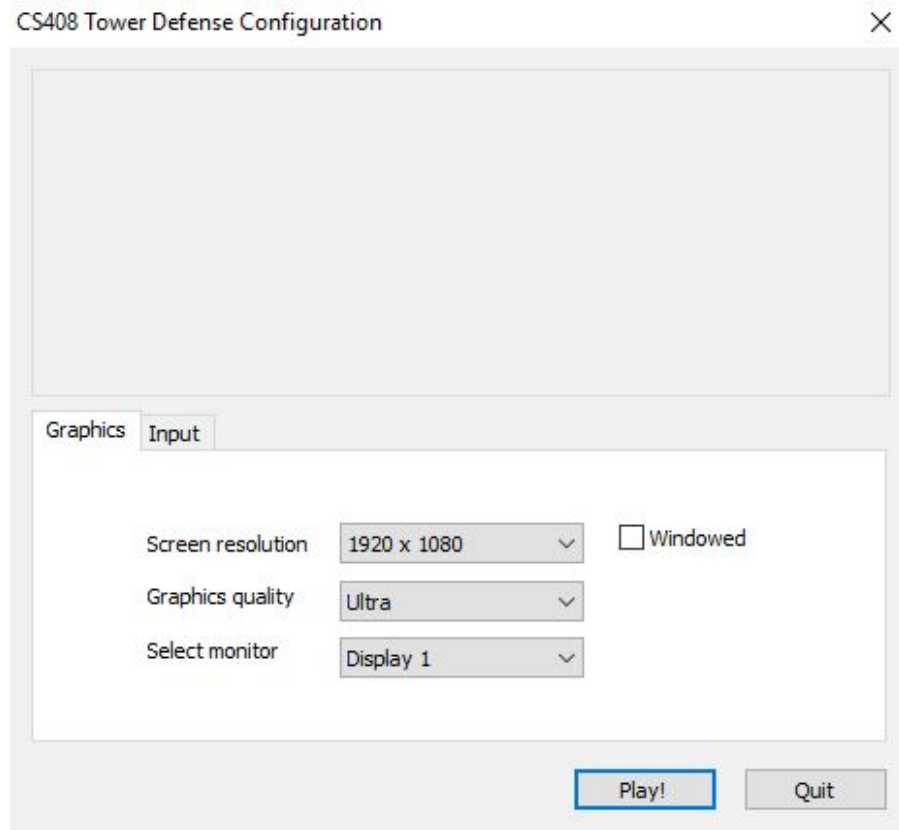 CS408 Tower Defense Configuration
Graphics Input
Screen resolution 1920 x 1080 Windowed
Graphics quality Ultra
Select monitor Display 1
Play! Quit